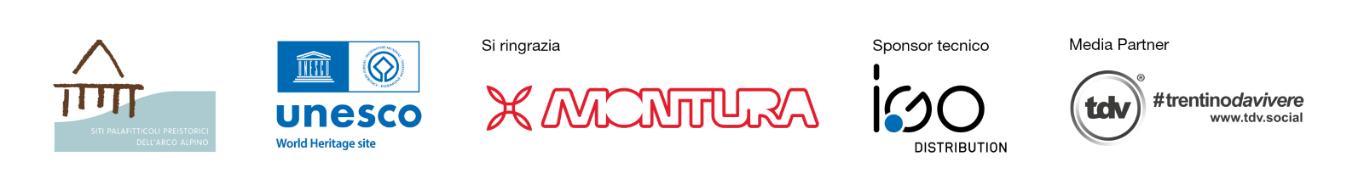 SITI PALAFITTICOLI PREISTORICI
DELL'ARCO ALPINO
UNESCO
unesco
World Heritage site
Si ringrazia
MONTURA
Sponsor tecnico
IGO
DISTRIBUTION
Media Partner
tdv ®
#trentinodavivere
www.tdv.social